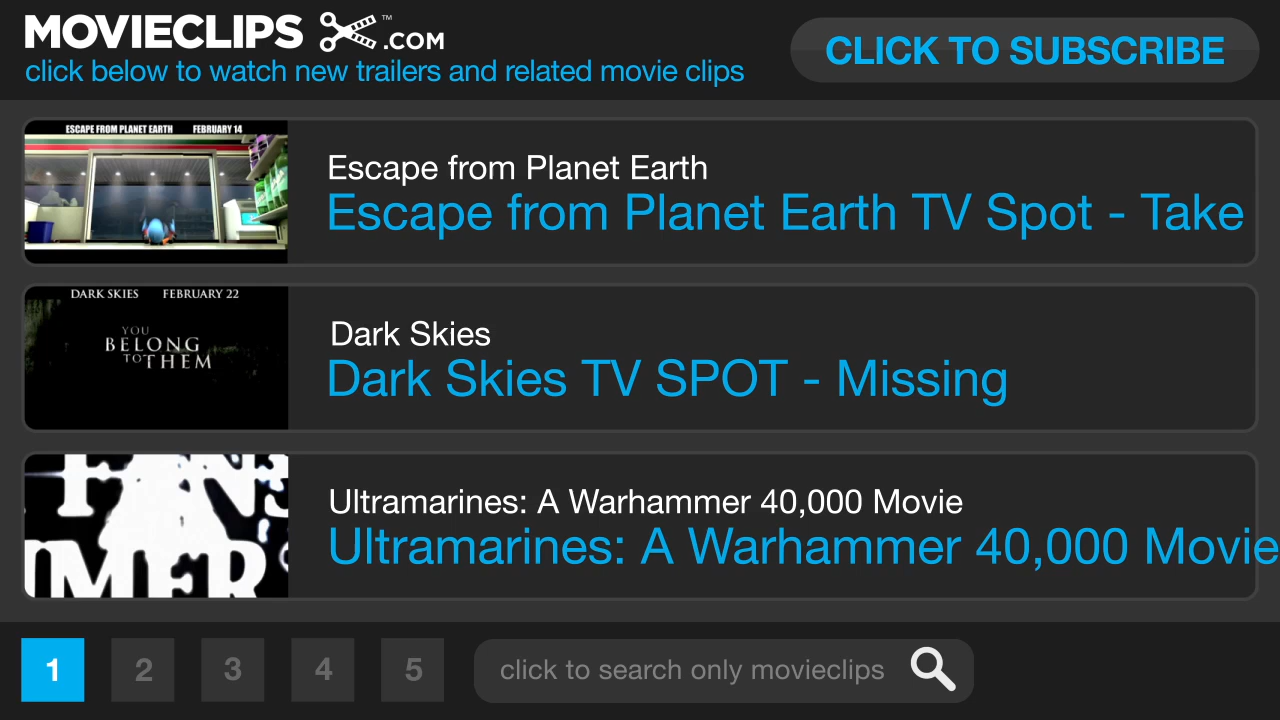 MOVIECLIPS ™ .COM
click below to watch new trailers and related movie clips
CLICK TO SUBSCRIBE
ESCAPE FROM PLANET EARTH FEBRUARY 14
Escape from Planet Earth
Escape from Planet Earth TV Spot - Take
DARK SKIES FEBRUARY 22
YOU
BELONG
TO THEM
Dark Skies
Dark Skies TV SPOT - Missing
Ultramarines: A Warhammer 40,000 Movie
Ultramarines: A Warhammer 40,000 Movie
1 2 3 4 5
click to search only movieclips